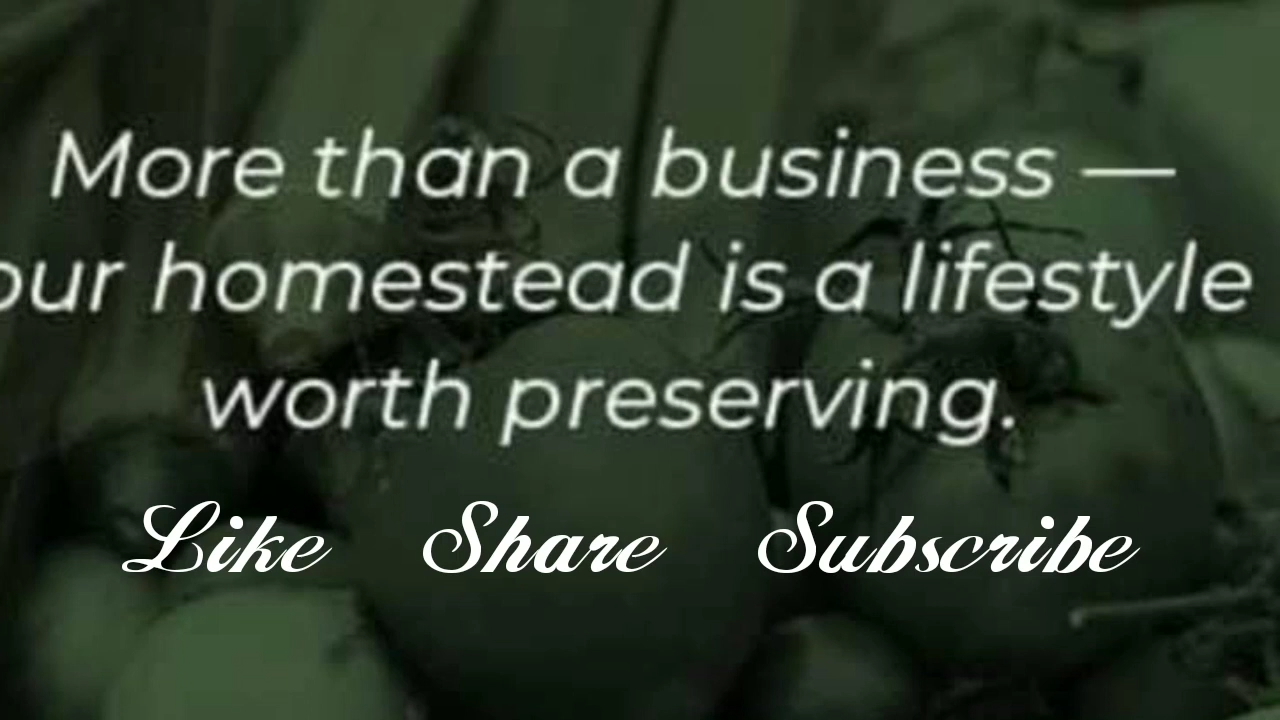 More than a business —
our homestead is a lifestyle
worth preserving.
Like Share Subscribe